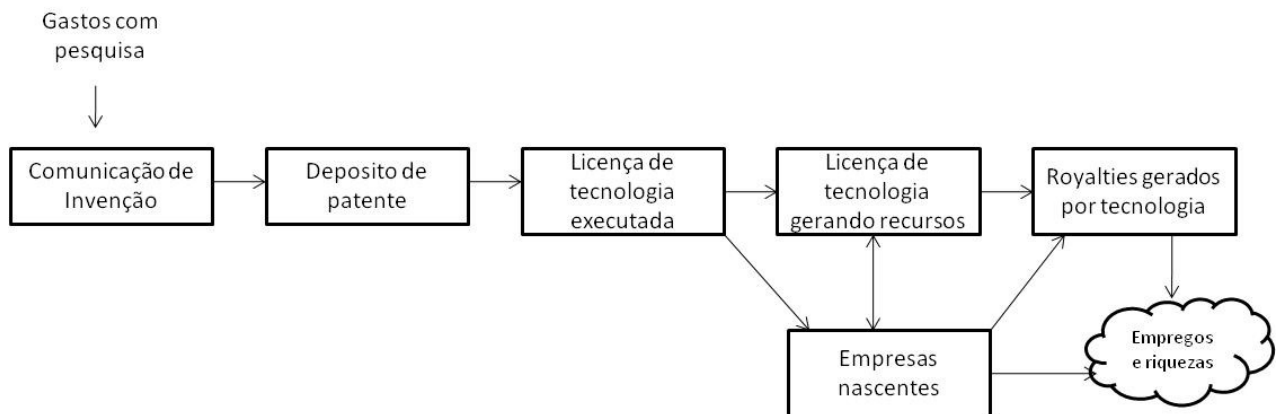 Gastos com
pesquisa
Comunicação de
Invenção
Deposito de
patente
Licença de
tecnologia
executada
Licença de
tecnologia
gerando recursos
Royalties gerados
por tecnologia
Empresas
nascentes
Empregos
e riquezas